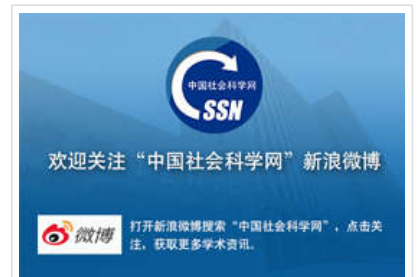 中国社会科学网
CSSN
欢迎关注“中国社会科学网”新浪微博
微博
打开新浪微博搜索“中国社会科学网”，点击关
注，获取更多学术资讯。